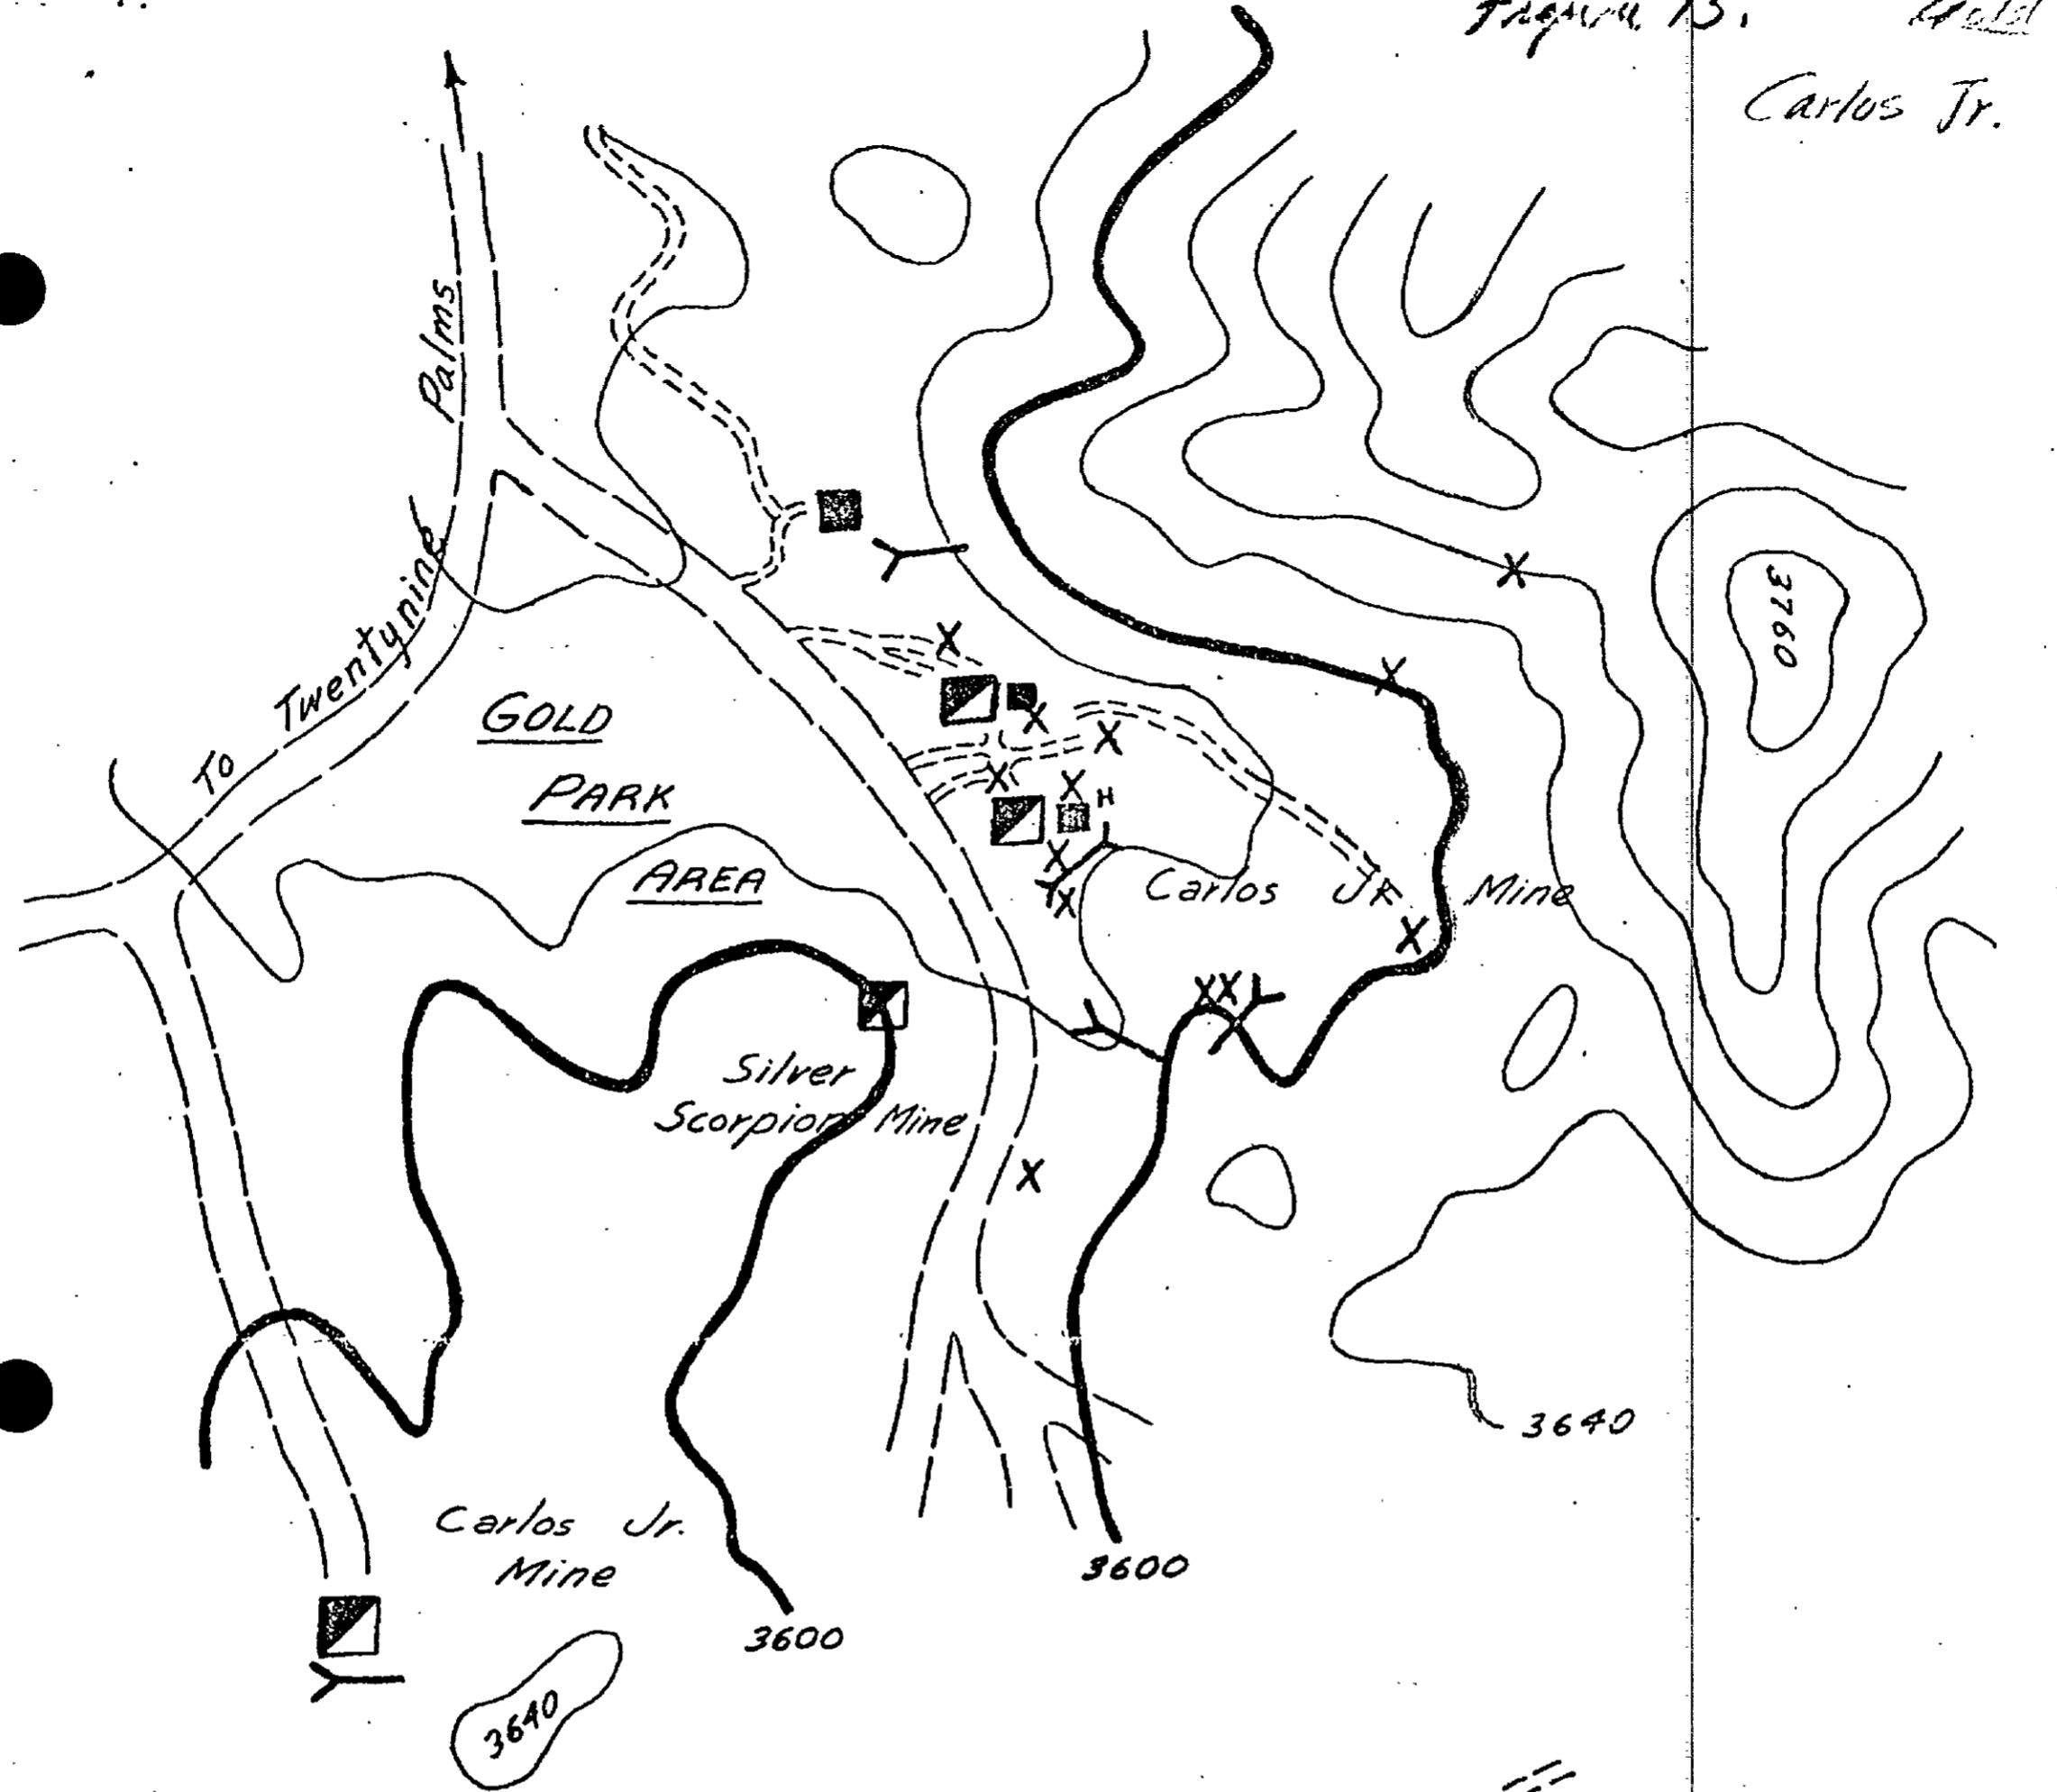 Figure B.
Carlos Jr.
To Twentynine Palms
GOLD
PARK
AREA
3760
H
Carlos Jr. Mine
Silver
Scorpion Mine
3640
Carlos Jr.
Mine
3600
3600
3640